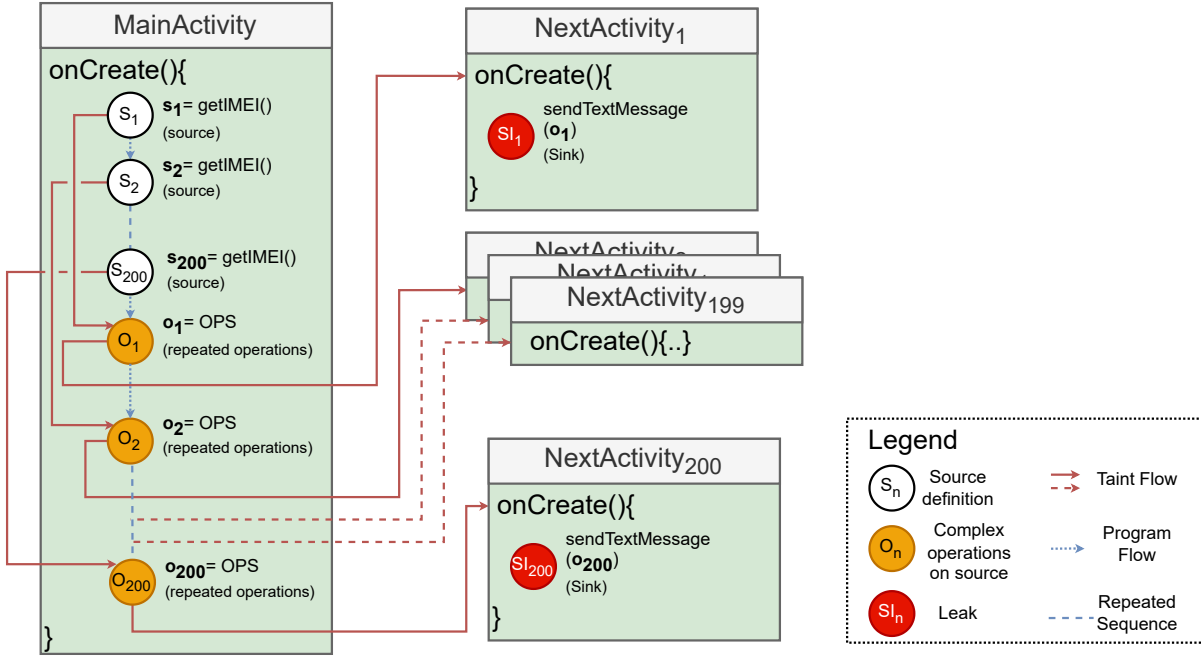 MainActivity
onCreate(){
S1
s1= getIMEI()
(source)
S2
s2= getIMEI()
(source)
S200
s200= getIMEI()
(source)
O1
o1= OPS
(repeated operations)
O2
o2= OPS
(repeated operations)
O200
o200= OPS
(repeated operations)
}
NextActivity1
onCreate(){
SI1
sendTextMessage
(o1)
(Sink)
}
NextActivity
NextActivity
NextActivity199
onCreate(){..}
NextActivity200
onCreate(){
SI200
sendTextMessage
(o200)
(Sink)
}
Legend
Sn
Source
definition
Taint Flow
On
Complex
operations
on source
Program
Flow
SIn
Leak
Repeated
Sequence